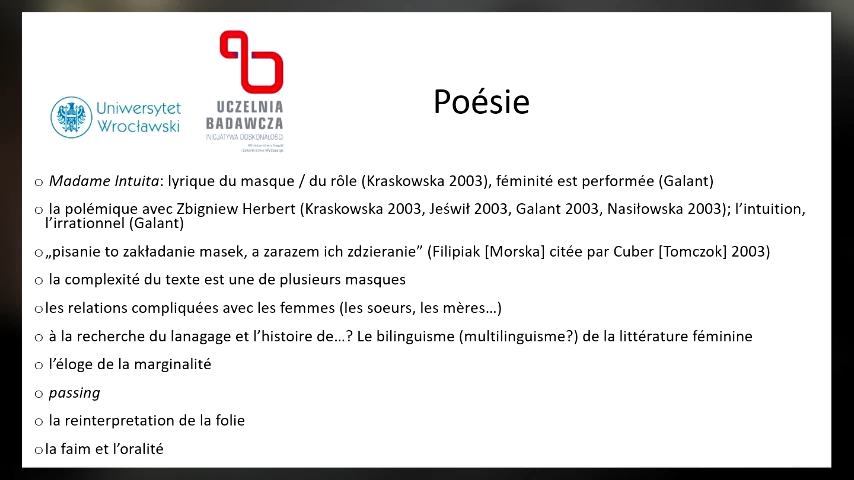 Uniwersytet
Wrocławski
UCZELNIA
BADAWCZA
INICJATYWA DOSKONAŁOŚCI
Poésie
○ Madame Intuita: lyrique du masque / du rôle (Kraskowska 2003), féminité est performée (Galant)
○ la polémique avec Zbigniew Herbert (Kraskowska 2003, Jeświł 2003, Galant 2003, Nasiłowska 2003); l’intuition,
l’irrationnel (Galant)
○ „pisanie to zakładanie masek, a zarazem ich zdzieranie” (Filipiak [Morska] citée par Cuber [Tomczok] 2003)
○ la complexité du texte est une de plusieurs masques
○ les relations compliquées avec les femmes (les soeurs, les mères…)
○ à la recherche du lanagage et l’histoire de…? Le bilinguisme (multilinguisme?) de la littérature féminine
○ l’éloge de la marginalité
○ passing
○ la reinterpretation de la folie
○ la faim et l’oralité